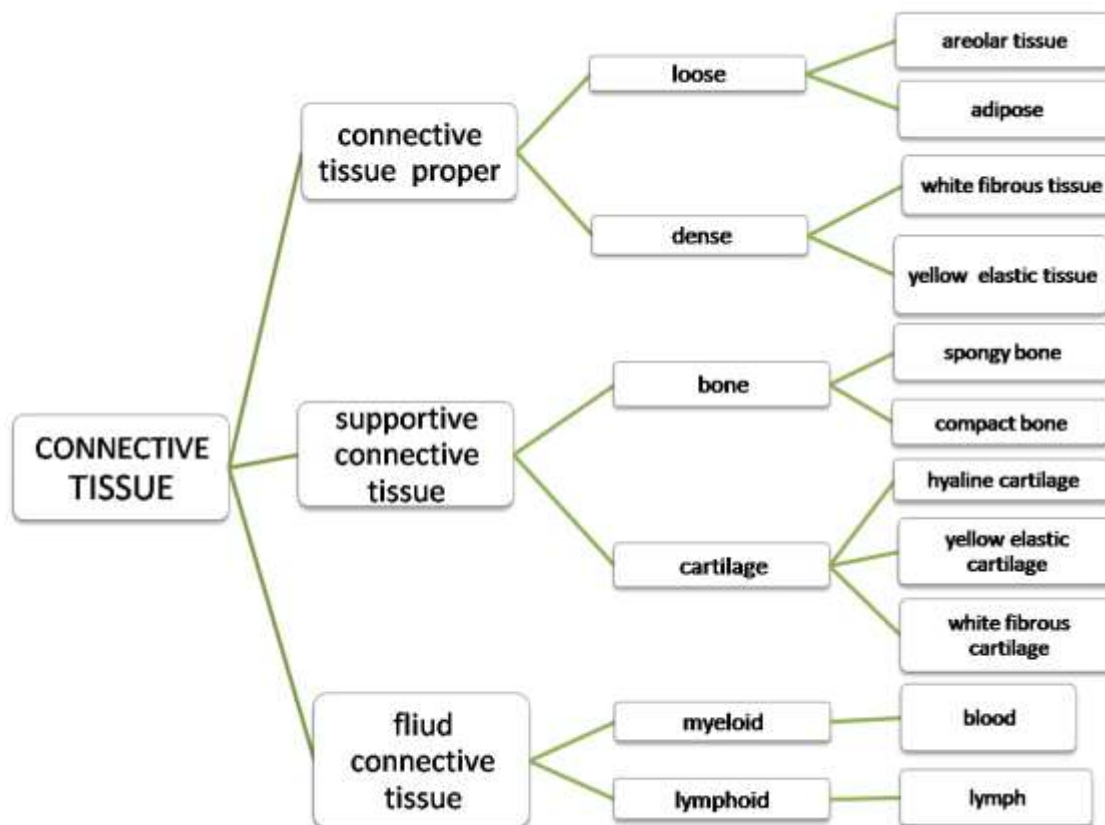 CONNECTIVE
TISSUE
connective
tissue proper
loose
areolar tissue
adipose
dense
white fibrous tissue
yellow elastic tissue
supportive
connective
tissue
bone
spongy bone
compact bone
cartilage
hyaline cartilage
yellow elastic
cartilage
white fibrous
cartilage
fliud
connective
tissue
myeloid
blood
lymphoid
lymph